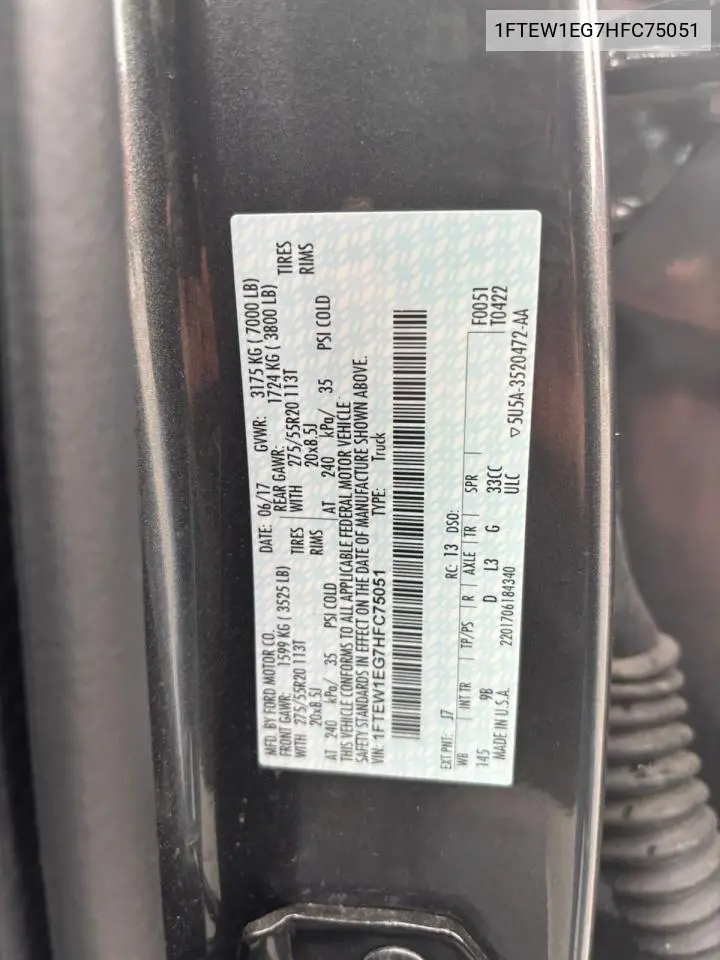 1FTEW1EG7HFC75051
MFD. BY FORD MOTOR CO.
DATE: 06/17 GVWR: 3175 KG ( 7000 LB)
FRONT GAWR: 1599 KG ( 3525 LB)
REAR GAWR: 1724 KG ( 3800 LB)
WITH 275/55R20 113T TIRES
WITH 275/55R20 113T TIRES
20x8.5J RIMS
20x8.5J RIMS
AT 240 kPa/ 35 PSI COLD
AT 240 kPa/ 35 PSI COLD
THIS VEHICLE CONFORMS TO ALL APPLICABLE FEDERAL MOTOR VEHICLE
SAFETY STANDARDS IN EFFECT ON THE DATE OF MANUFACTURE SHOWN ABOVE.
VIN: 1FTEW1EG7HFC75051 TYPE: Truck
EXT PNT: J7 RC: 13 DSO: F0051
WB INT TR TP/PS R AXLE TR SPR T0422
145 9B D L3 G 33CC
MADE IN U.S.A. 2201706184340 ULC ▽5U5A-3520472-AA